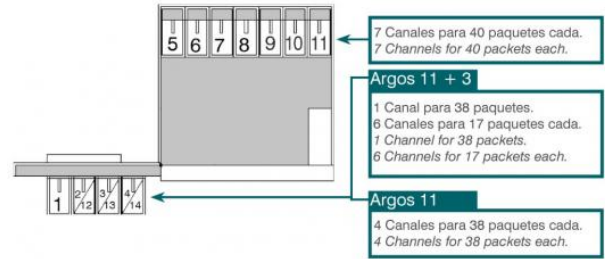 5 6 7 8 9 10 11
7 Canales para 40 paquetes cada.
7 Channels for 40 packets each.
Argos 11 + 3
1 Canal para 38 paquetes.
6 Canales para 17 paquetes cada.
1 Channel for 38 packets.
6 Channels for 17 packets each.
1 2/12 3/13 4/14
Argos 11
4 Canales para 38 paquetes cada.
4 Channels for 38 packets each.